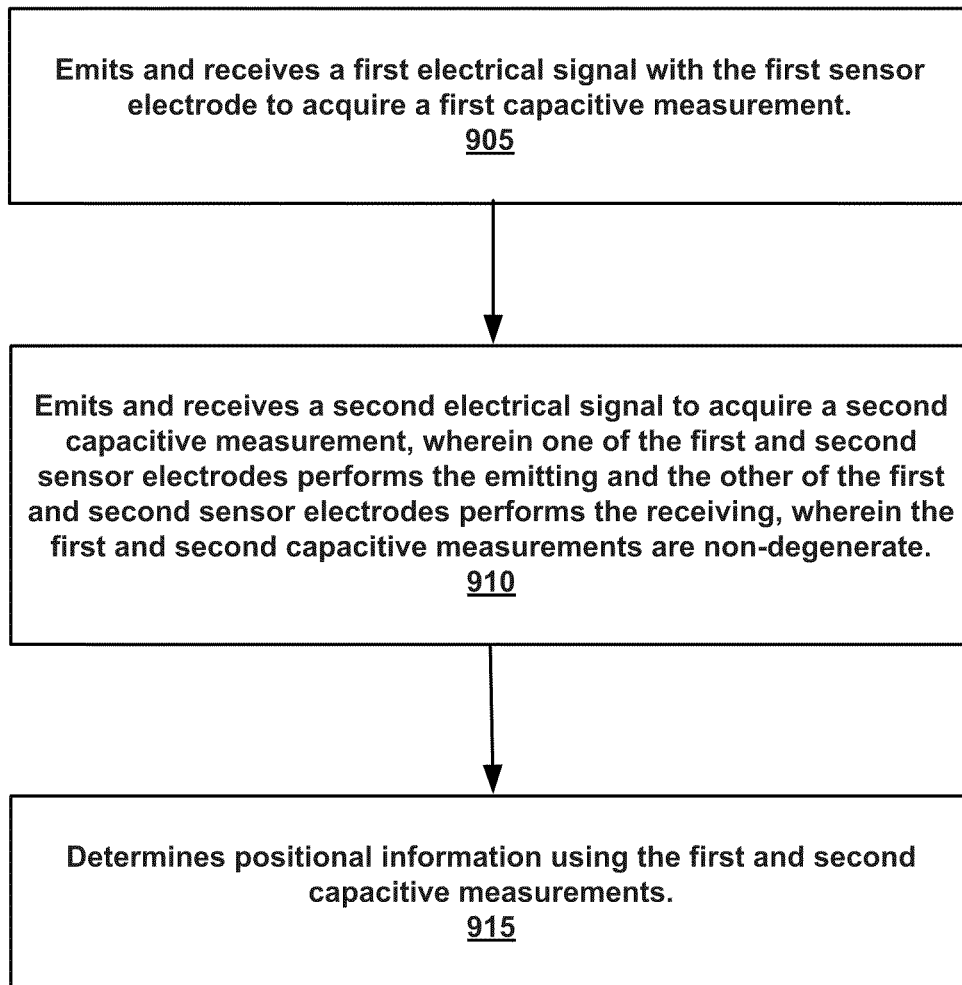 Emits and receives a first electrical signal with the first sensor
electrode to acquire a first capacitive measurement.
905
Emits and receives a second electrical signal to acquire a second
capacitive measurement, wherein one of the first and second
sensor electrodes performs the emitting and the other of the first
and second sensor electrodes performs the receiving, wherein the
first and second capacitive measurements are non-degenerate.
910
Determines positional information using the first and second
capacitive measurements.
915